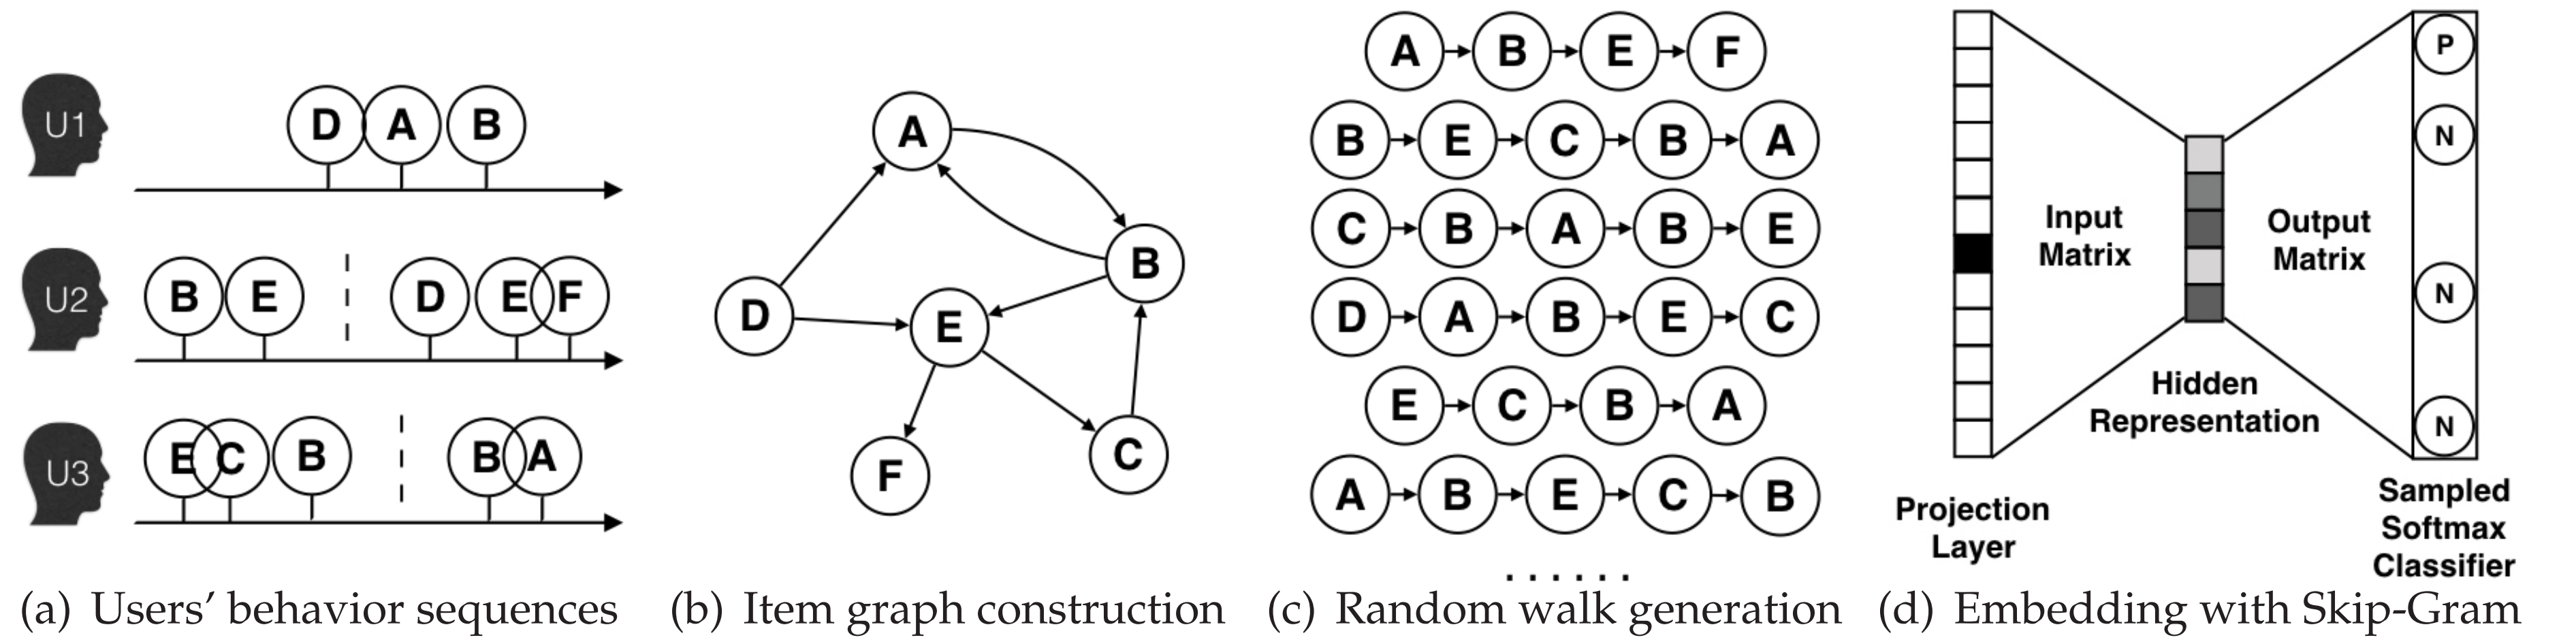 U1
D A B
U2
B E D E F
U3
E C B B A
(a) Users' behavior sequences
A
B
D
E
F
C
(b) Item graph construction
A B E F
B E C B A
C B A B E
D A B E C
E C B A
A B E C B
......
(c) Random walk generation
P
N
N
N
Input
Matrix
Output
Matrix
Hidden
Representation
Projection
Layer
Sampled
Softmax
Classifier
(d) Embedding with Skip-Gram